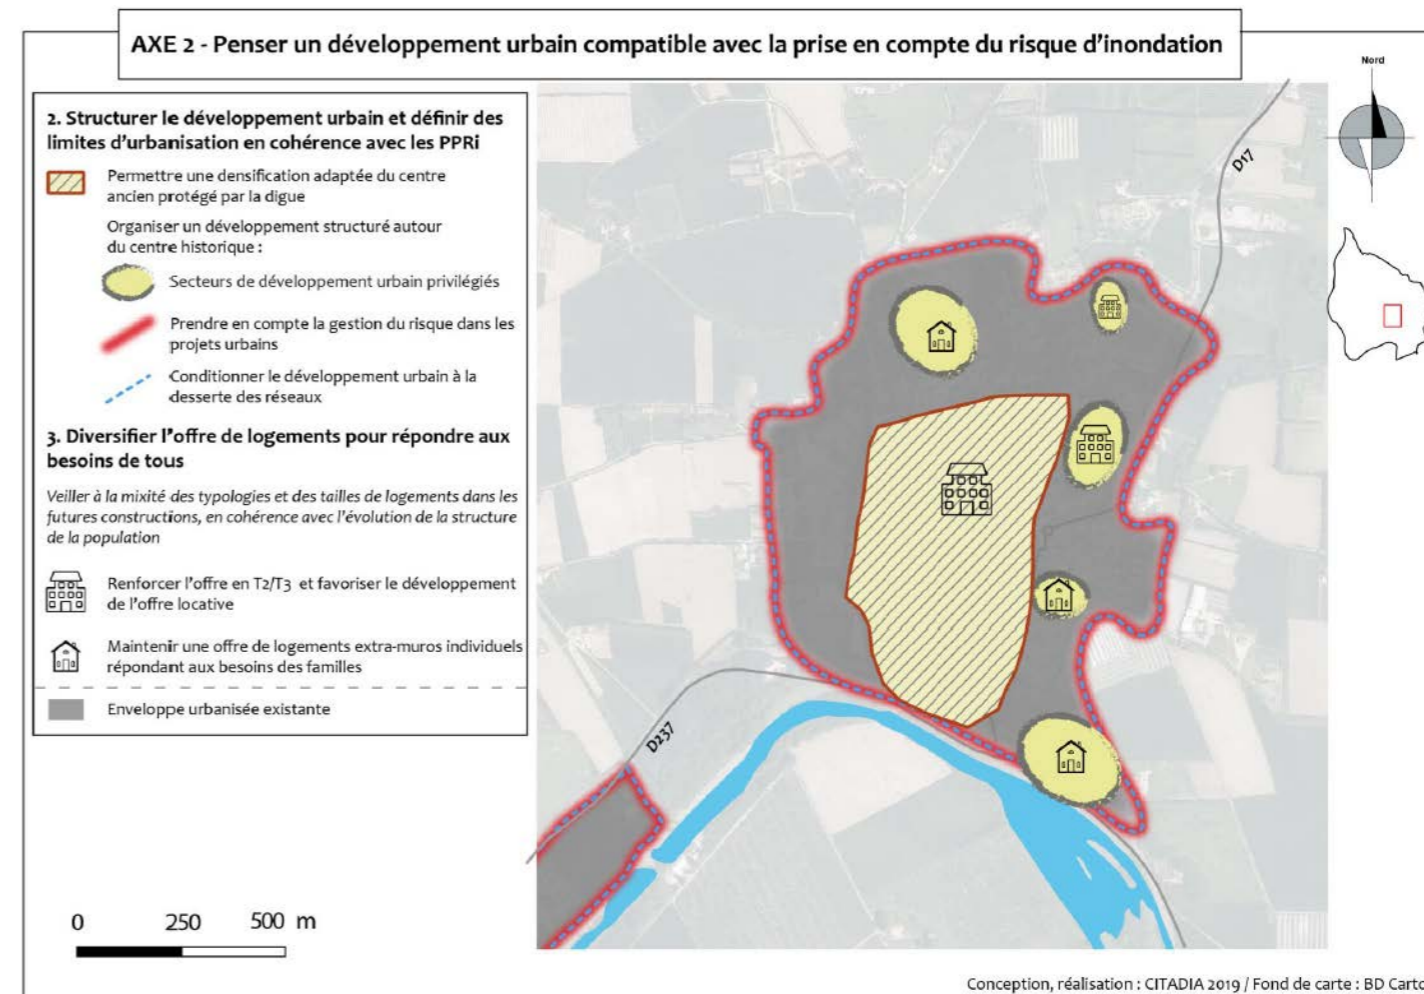 AXE 2 - Penser un développement urbain compatible avec la prise en compte du risque d'inondation
2. Structurer le développement urbain et définir des
limites d'urbanisation en cohérence avec les PPRi
Permettre une densification adaptée du centre
ancien protégé par la digue
Organiser un développement structuré autour
du centre historique :
Secteurs de développement urbain privilégiés
Prendre en compte la gestion du risque dans les
projets urbains
Conditionner le développement urbain à la
desserte des réseaux
3. Diversifier l'offre de logements pour répondre aux
besoins de tous
Veiller à la mixité des typologies et des tailles de logements dans les
futures constructions, en cohérence avec l'évolution de la structure
de la population
Renforcer l'offre en T2/T3 et favoriser le développement
de l'offre locative
Maintenir une offre de logements extra-muros individuels
répondant aux besoins des familles
Enveloppe urbanisée existante
D17
D237
Nord
0 250 500 m
Conception, réalisation : CITADIA 2019 / Fond de carte : BD Carto